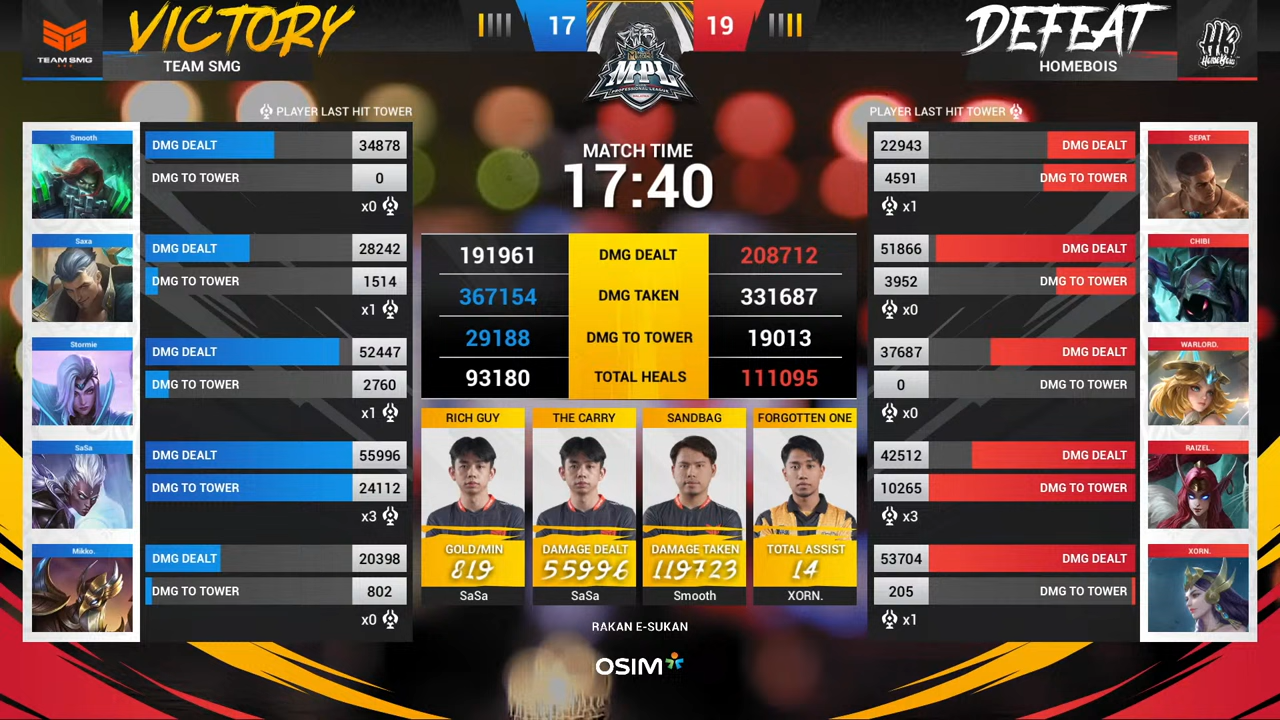 VICTORY
TEAM SMG
TEAM SMG
17
19
MPL
DEFEAT
HOMEBOIS
HomeBois
PLAYER LAST HIT TOWER
PLAYER LAST HIT TOWER
Smooth
DMG DEALT 34878
DMG TO TOWER 0
x0
Saxa
DMG DEALT 28242
DMG TO TOWER 1514
x1
Stormie
DMG DEALT 52447
DMG TO TOWER 2760
x1
SaSa
DMG DEALT 55996
DMG TO TOWER 24112
x3
Mikko.
DMG DEALT 20398
DMG TO TOWER 802
x0
MATCH TIME
17:40
191961 DMG DEALT 208712
367154 DMG TAKEN 331687
29188 DMG TO TOWER 19013
93180 TOTAL HEALS 111095
RICH GUY
GOLD/MIN
819
SaSa
THE CARRY
DAMAGE DEALT
55996
SaSa
SANDBAG
DAMAGE TAKEN
119723
Smooth
FORGOTTEN ONE
TOTAL ASSIST
14
XORN.
RAKAN E-SUKAN
OSIM
SEPAT
22943 DMG DEALT
4591 DMG TO TOWER
x1
CHIBI
51866 DMG DEALT
3952 DMG TO TOWER
x0
WARLORD.
37687 DMG DEALT
0 DMG TO TOWER
x0
RAIZEL .
42512 DMG DEALT
10265 DMG TO TOWER
x3
XORN.
53704 DMG DEALT
205 DMG TO TOWER
x1